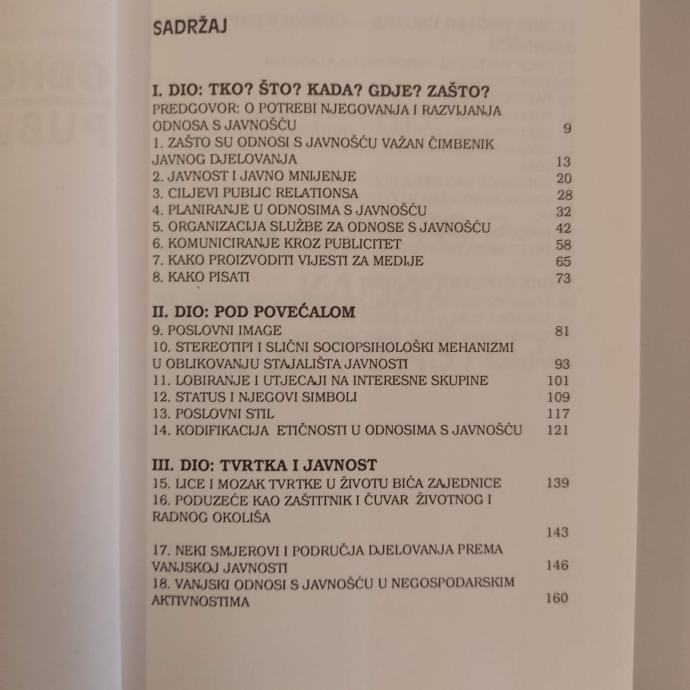 SADRŽAJ
I. DIO: TKO? ŠTO? KADA? GDJE? ZAŠTO?
PREDGOVOR: O POTREBI NJEGOVANJA I RAZVIJANJA
ODNOSA S JAVNOŠĆU 9
1. ZAŠTO SU ODNOSI S JAVNOŠĆU VAŽAN ČIMBENIK
JAVNOG DJELOVANJA 13
2. JAVNOST I JAVNO MNIJENJE 20
3. CILJEVI PUBLIC RELATIONSA 28
4. PLANIRANJE U ODNOSIMA S JAVNOŠĆU 32
5. ORGANIZACIJA SLUŽBE ZA ODNOSE S JAVNOŠĆU 42
6. KOMUNICIRANJE KROZ PUBLICITET 58
7. KAKO PROIZVODITI VIJESTI ZA MEDIJE 65
8. KAKO PISATI 73
II. DIO: POD POVEĆALOM
9. POSLOVNI IMAGE 81
10. STEREOTIPI I SLIČNI SOCIOPSIHOLOŠKI MEHANIZMI
U OBLIKOVANJU STAJALIŠTA JAVNOSTI 93
11. LOBIRANJE I UTJECAJI NA INTERESNE SKUPINE 101
12. STATUS I NJEGOVI SIMBOLI 109
13. POSLOVNI STIL 117
14. KODIFIKACIJA ETIČNOSTI U ODNOSIMA S JAVNOŠĆU 121
III. DIO: TVRTKA I JAVNOST
15. LICE I MOZAK TVRTKE U ŽIVOTU BIĆA ZAJEDNICE 139
16. PODUZEĆE KAO ZAŠTITNIK I ČUVAR ŽIVOTNOG I
RADNOG OKOLIŠA
143
17. NEKI SMJEROVI I PODRUČJA DJELOVANJA PREMA
VANJSKOJ JAVNOSTI 146
18. VANJSKI ODNOSI S JAVNOŠĆU U NEGOSPODARSKIM
AKTIVNOSTIMA 160